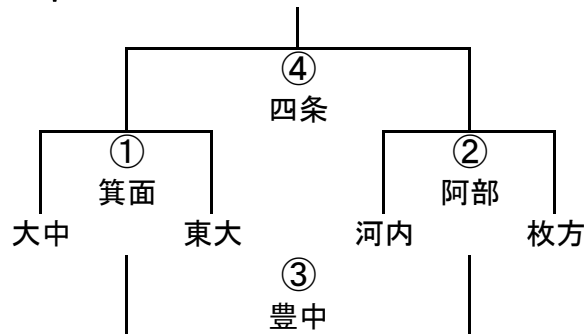 ④
四条
① ②
箕面 阿部
大中 東大 河内 枚方
③
豊中